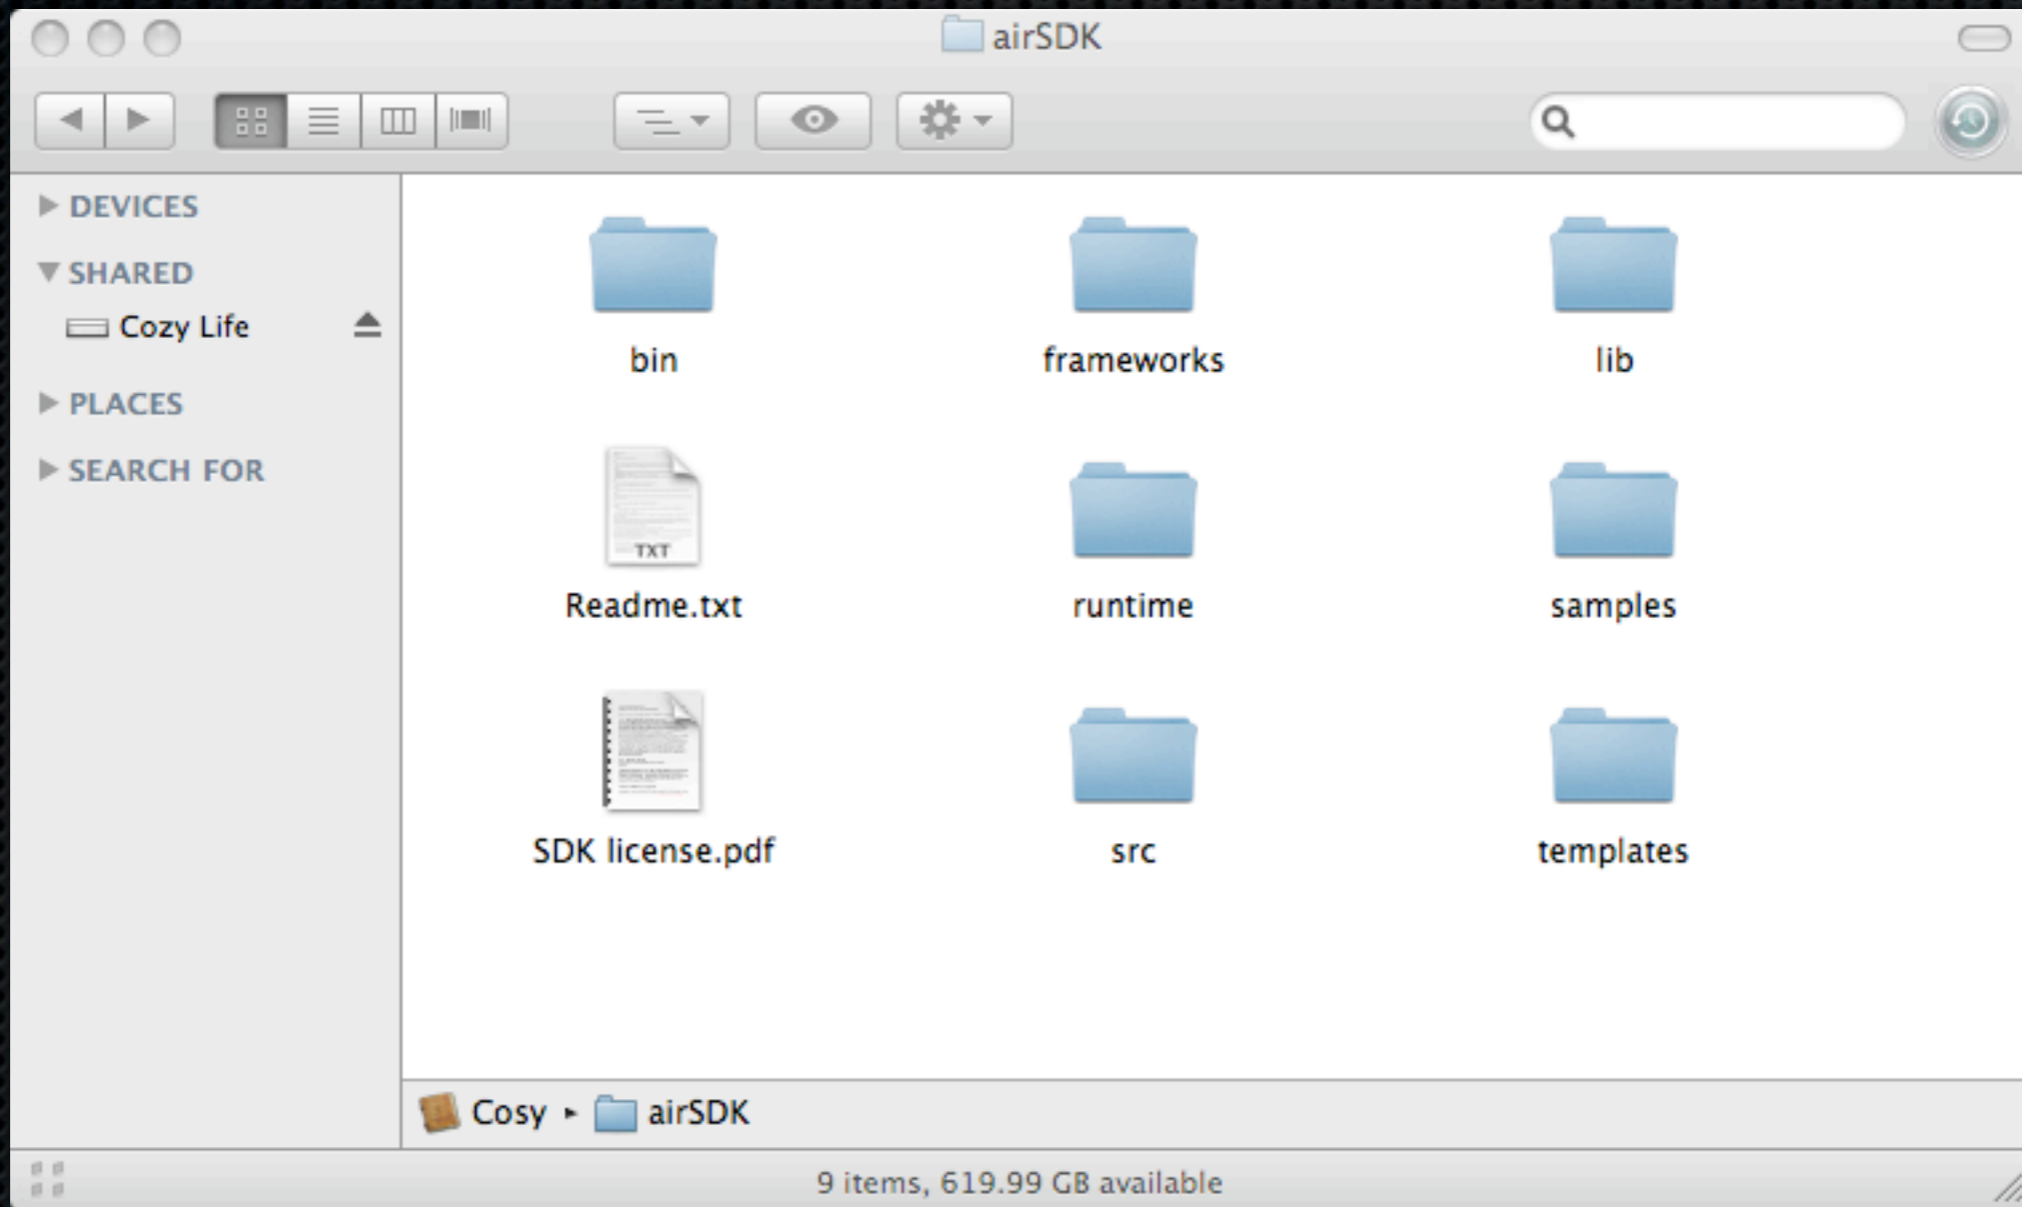 airSDK
DEVICES
SHARED
Cozy Life
PLACES
SEARCH FOR
bin
frameworks
lib
TXT
Readme.txt
runtime
samples
SDK license.pdf
src
templates
Cosy ▸ airSDK
9 items, 619.99 GB available